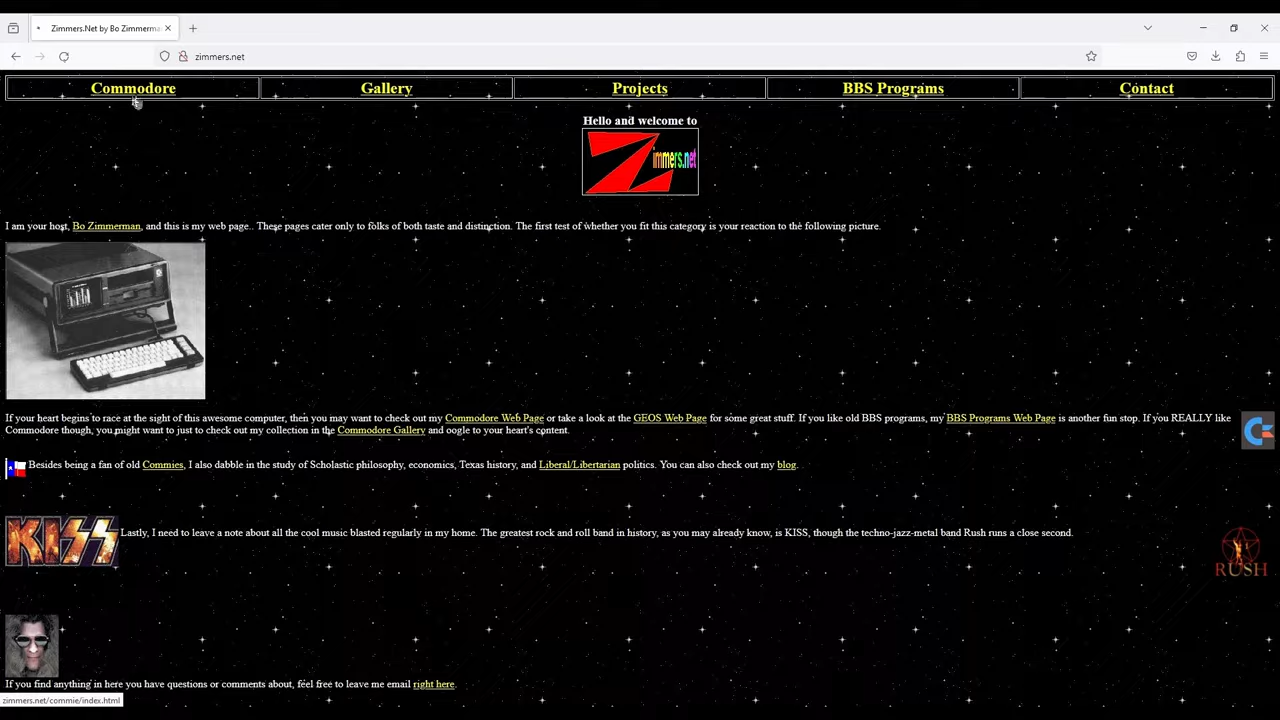 Zimmers.Net by Bo Zimmerma
zimmers.net
Commodore
Gallery
Projects
BBS Programs
Contact
Hello and welcome to
Zimmers.net
I am your host, Bo Zimmerman, and this is my web page.. These pages cater only to folks of both taste and distinction. The first test of whether you fit this category is your reaction to the following picture.
If your heart begins to race at the sight of this awesome computer, then you may want to check out my Commodore Web Page or take a look at the GEOS Web Page for some great stuff. If you like old BBS programs, my BBS Programs Web Page is another fun stop. If you REALLY like
Commodore though, you might want to just to check out my collection in the Commodore Gallery and oogle to your heart's content.
Besides being a fan of old Commies, I also dabble in the study of Scholastic philosophy, economics, Texas history, and Liberal/Libertarian politics. You can also check out my blog.
KISS
Lastly, I need to leave a note about all the cool music blasted regularly in my home. The greatest rock and roll band in history, as you may already know, is KISS, though the techno-jazz-metal band Rush runs a close second.
RUSH
If you find anything in here you have questions or comments about, feel free to leave me email right here.
zimmers.net/commie/index.html